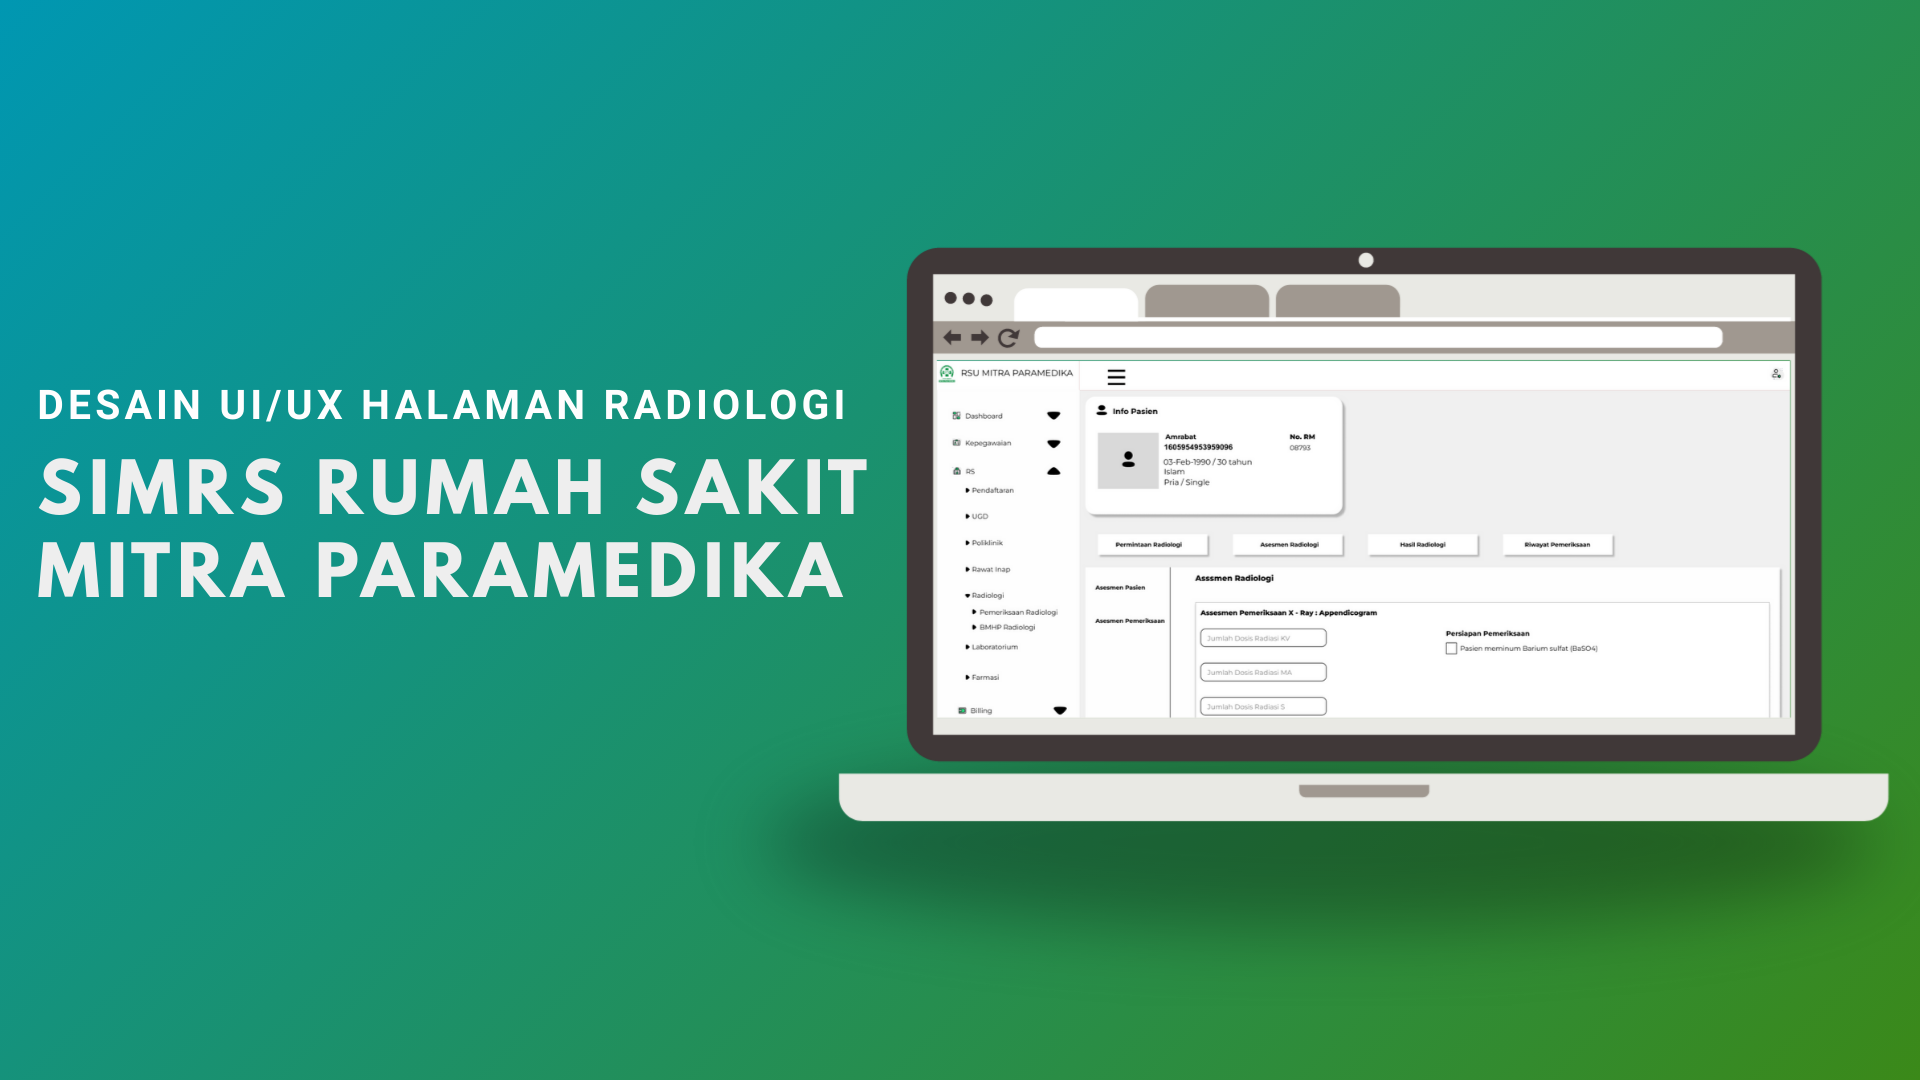 DESAIN UI/UX HALAMAN RADIOLOGI
SIMRS RUMAH SAKIT
MITRA PARAMEDIKA
RSU MITRA PARAMEDIKA
Dashboard
Kepegawaian
RS
Pendaftaran
UGD
Poliklinik
Rawat Inap
Radiologi
Pemeriksaan Radiologi
BMHP Radiologi
Laboratorium
Farmasi
Billing
Info Pasien
Amrabat
1605954953959096
03-Feb-1990 / 30 tahun
Islam
Pria / Single
No. RM
08793
Permintaan Radiologi
Asesmen Radiologi
Hasil Radiologi
Riwayat Pemeriksaan
Asesmen Pasien
Asesmen Pemeriksaan
Asssmen Radiologi
Assesmen Pemeriksaan X - Ray : Appendicogram
Jumlah Dosis Radiasi KV
Jumlah Dosis Radiasi MA
Jumlah Dosis Radiasi S
Persiapan Pemeriksaan
Pasien meminum Barium sulfat (BaSO4)